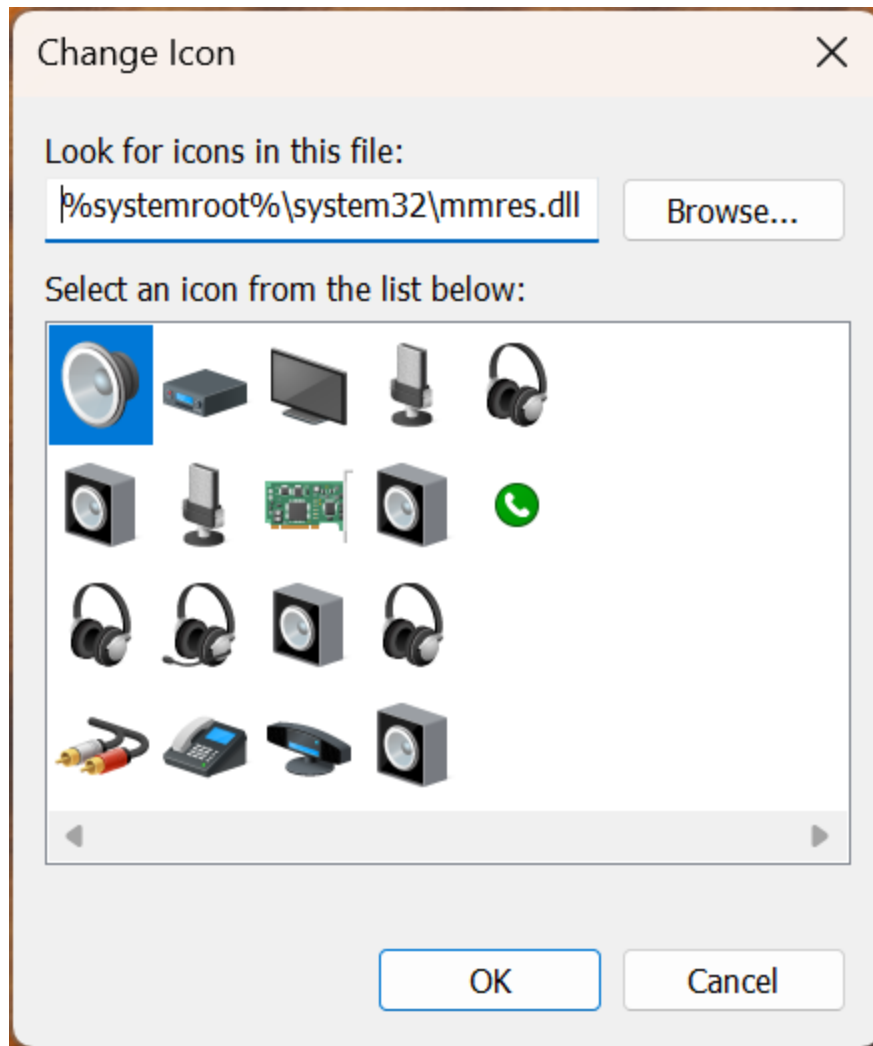 Change Icon
Look for icons in this file:
%systemroot%\system32\mmres.dll
Browse...
Select an icon from the list below:
OK
Cancel